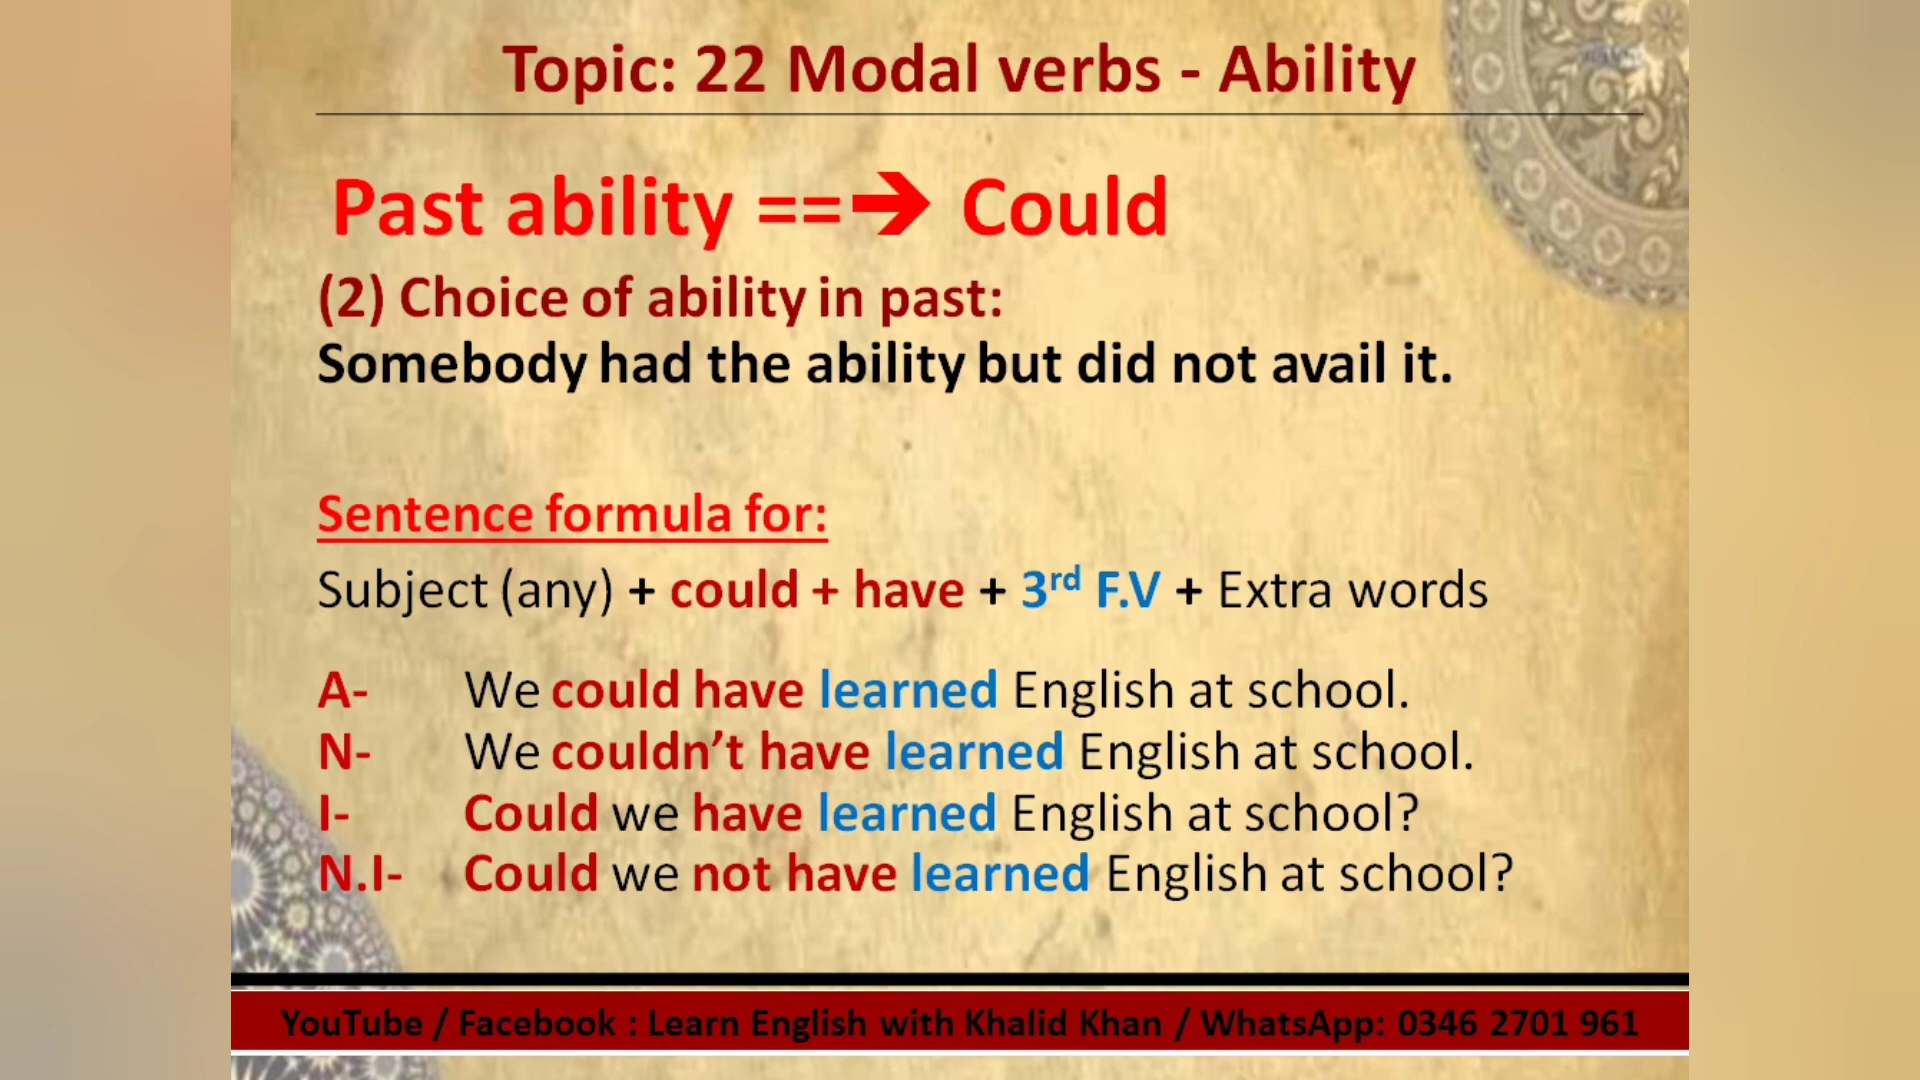 Topic: 22 Modal verbs - Ability
Past ability ==➔ Could
(2) Choice of ability in past:
Somebody had the ability but did not avail it.
Sentence formula for:
Subject (any) + could + have + 3rd F.V + Extra words
A- We could have learned English at school.
N- We couldn’t have learned English at school.
I- Could we have learned English at school?
N.I- Could we not have learned English at school?
YouTube / Facebook : Learn English with Khalid Khan / WhatsApp: 0346 2701 961